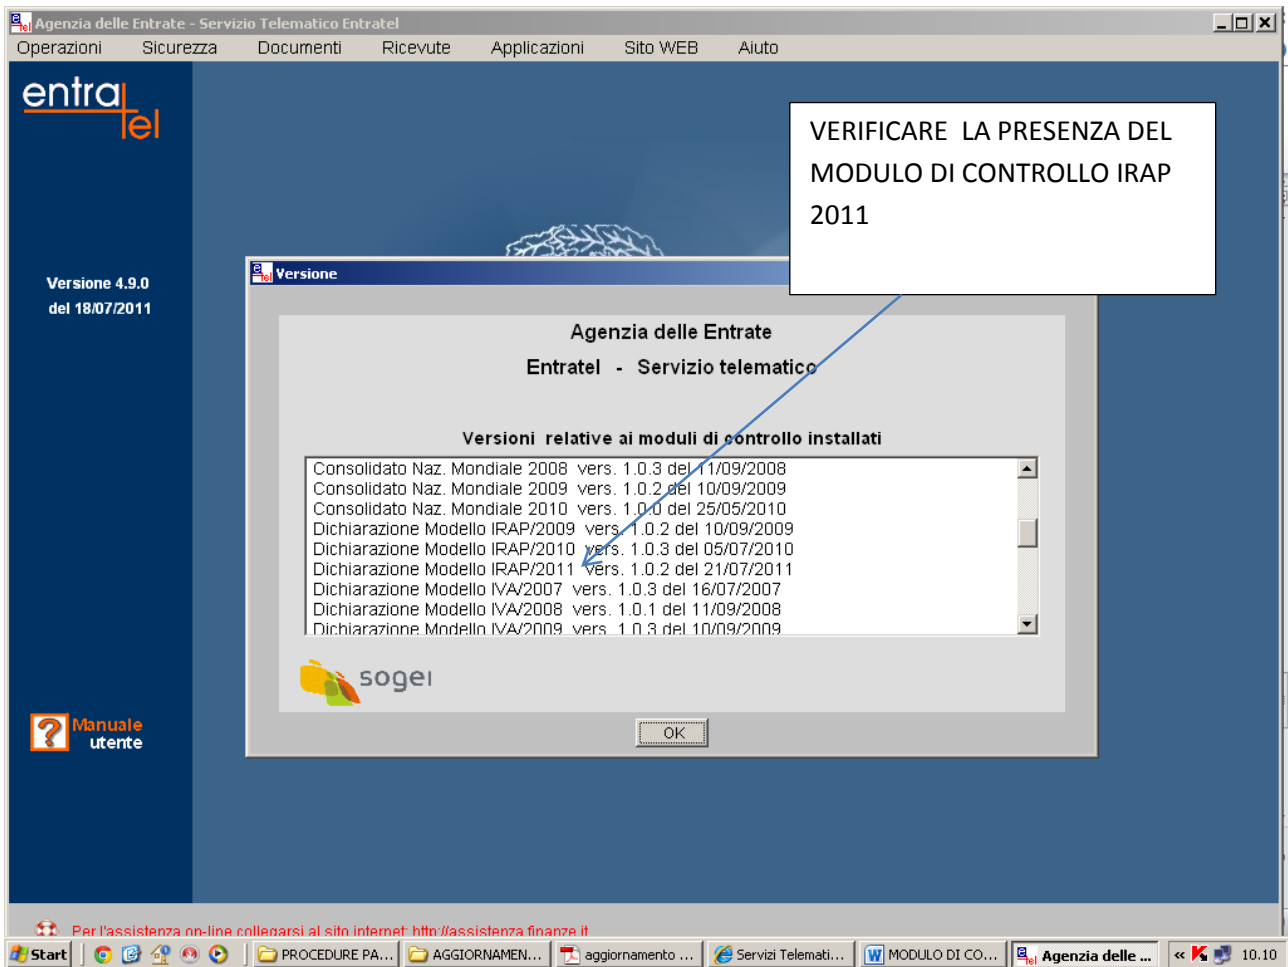 Agenzia delle Entrate - Servizio Telematico Entratel
Operazioni Sicurezza Documenti Ricevute Applicazioni Sito WEB Aiuto
entra
tel
VERIFICARE LA PRESENZA DEL
MODULO DI CONTROLLO IRAP
2011
Versione 4.9.0
del 18/07/2011
Versione
Agenzia delle Entrate
Entratel - Servizio telematico
Versioni relative ai moduli di controllo installati
Consolidato Naz. Mondiale 2008 vers. 1.0.3 del 11/09/2008
Consolidato Naz. Mondiale 2009 vers. 1.0.2 del 10/09/2009
Consolidato Naz. Mondiale 2010 vers. 1.0.0 del 25/05/2010
Dichiarazione Modello IRAP/2009 vers. 1.0.2 del 10/09/2009
Dichiarazione Modello IRAP/2010 vers. 1.0.3 del 05/07/2010
Dichiarazione Modello IRAP/2011 vers. 1.0.2 del 21/07/2011
Dichiarazione Modello IVA/2007 vers. 1.0.3 del 16/07/2007
Dichiarazione Modello IVA/2008 vers. 1.0.1 del 11/09/2008
Dichiarazione Modello IVA/2009 vers. 1.0.3 del 10/09/2009
sogei
OK
Manuale
utente
Per l'assistenza on-line collegarsi al sito internet: http://assistenza.finanze.it
Start PROCEDURE PA... AGGIORNAMEN... aggiornamento ... Servizi Telemati... MODULO DI CO... Agenzia delle ... « 10.10